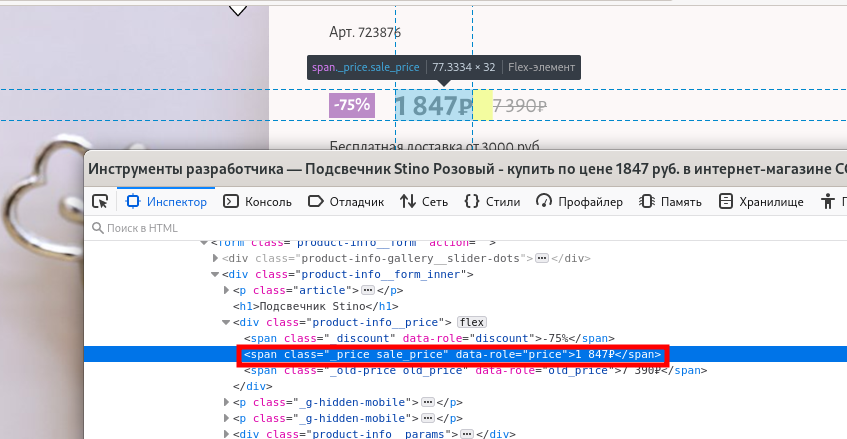 Арт. 723876
span._price.sale_price 77.3334 × 32 Flex-элемент
-75% 1 847₽ 7 390₽
Бесплатная доставка от 3000 руб.
Инструменты разработчика — Подсвечник Stino Розовый - купить по цене 1847 руб. в интернет-магазине
Инспектор Консоль Отладчик Сеть Стили Профайлер Память Хранилище
Поиск в HTML
<form class="product-info__form" action="">
<div class="product-info-gallery__slider-dots"></div>
<div class="product-info__form_inner">
<p class="article"></p>
<h1>Подсвечник Stino</h1>
<div class="product-info__price"> flex
<span class="_discount" data-role="discount">-75%</span>
<span class="_price sale_price" data-role="price">1 847₽</span>
<span class="_old-price old_price" data-role="old_price">7 390₽</span>
</div>
<p class="_g-hidden-mobile"></p>
<p class="_g-hidden-mobile"></p>
<div class="product-info__params"></div>